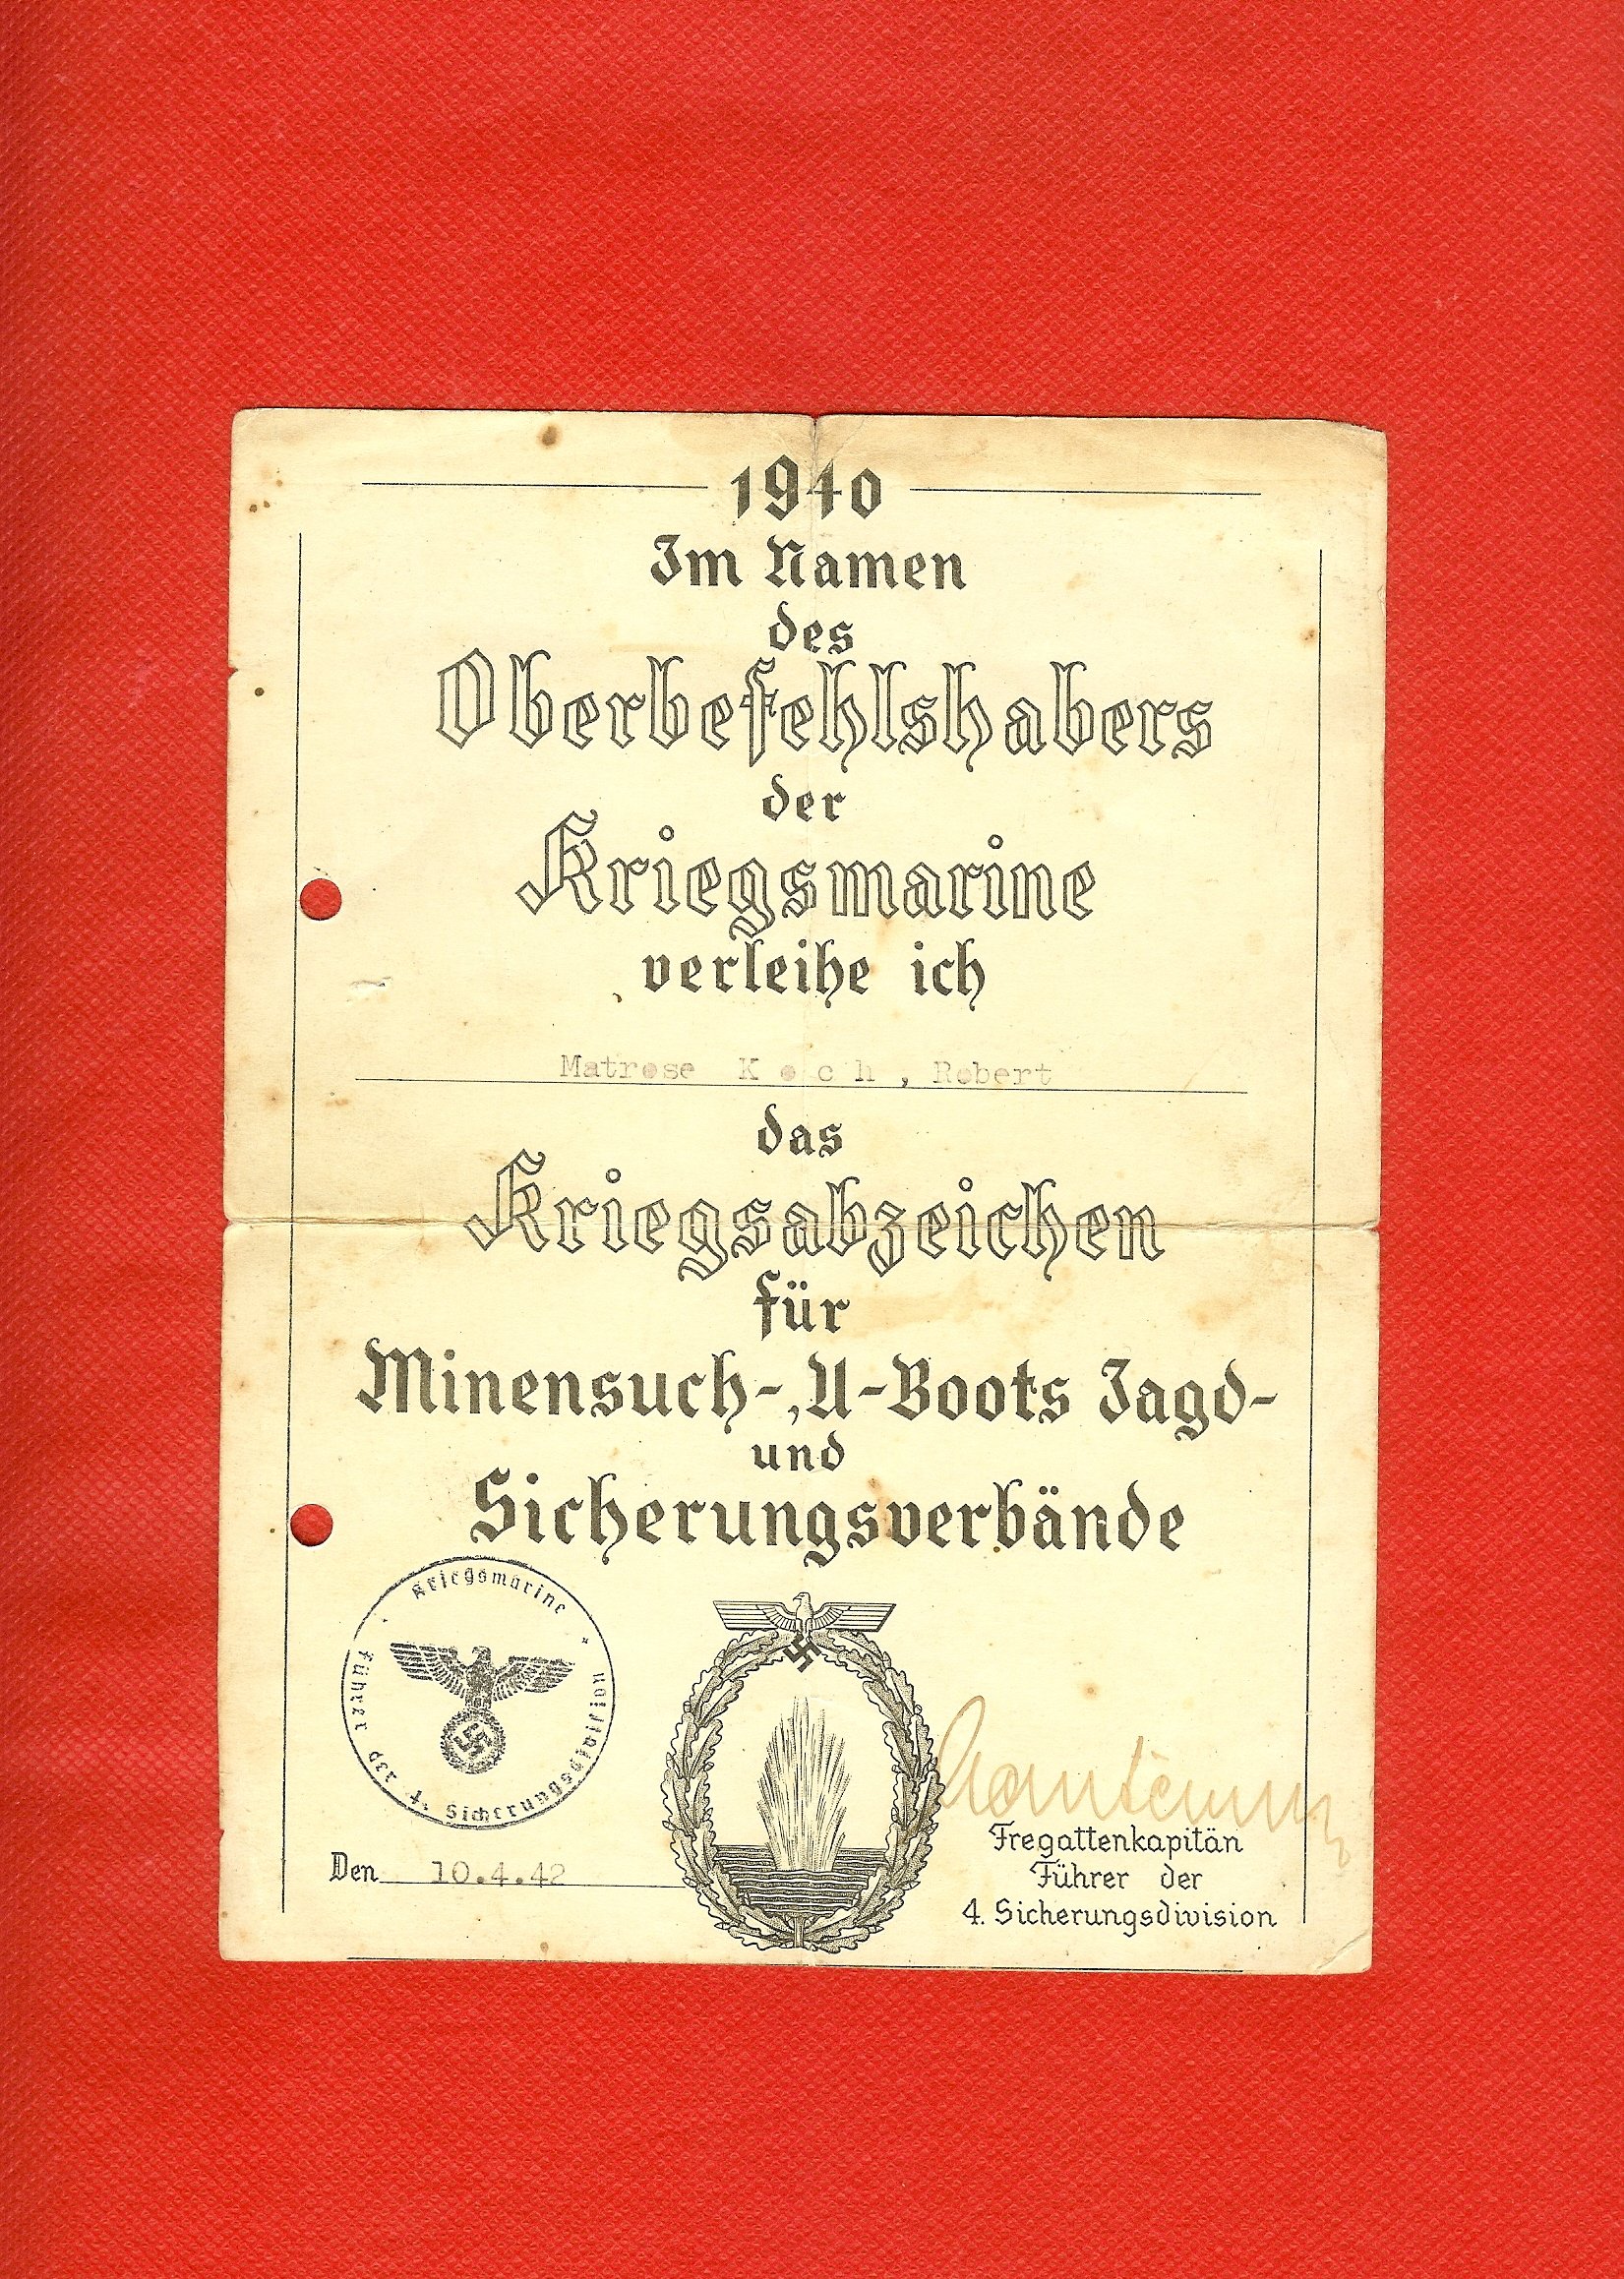 1940
Im Namen
des
Oberbefehlshabers
der
Kriegsmarine
verleihe ich
Matrose K o c h , Robert
das
Kriegsabzeichen
für
Minensuch-, U-Boots Jagd-
und
Sicherungsverbände
Kriegsmarine
Führer der 4. Sicherungsdivision
Den 10.4.42
Fregattenkapitän
Führer der
4. Sicherungsdivision